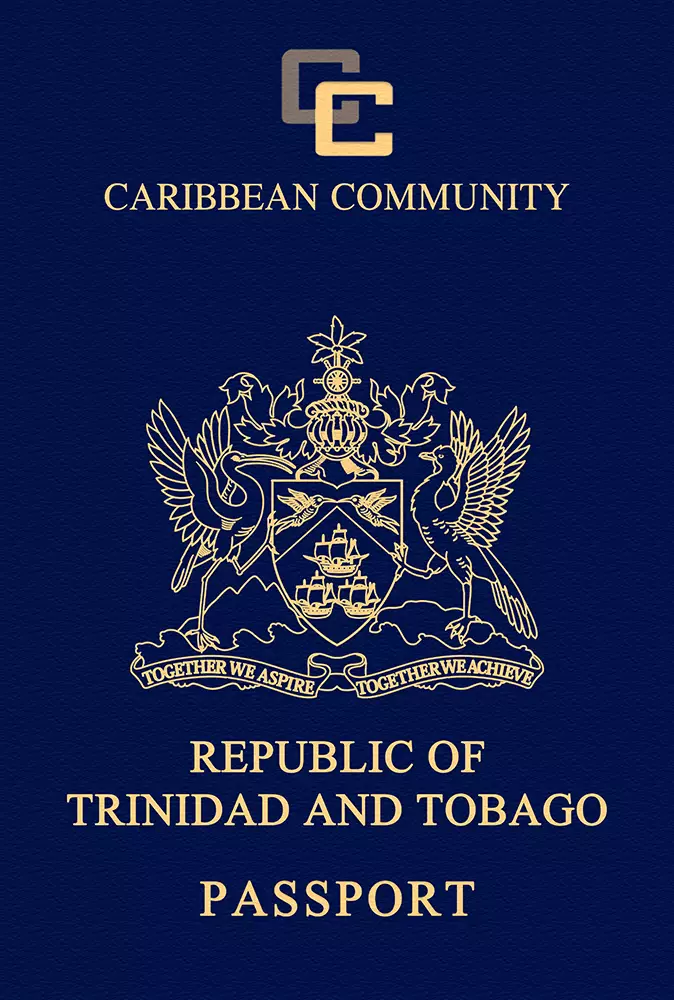 CARIBBEAN COMMUNITY
TOGETHER WE ASPIRE TOGETHER WE ACHIEVE
REPUBLIC OF
TRINIDAD AND TOBAGO
PASSPORT